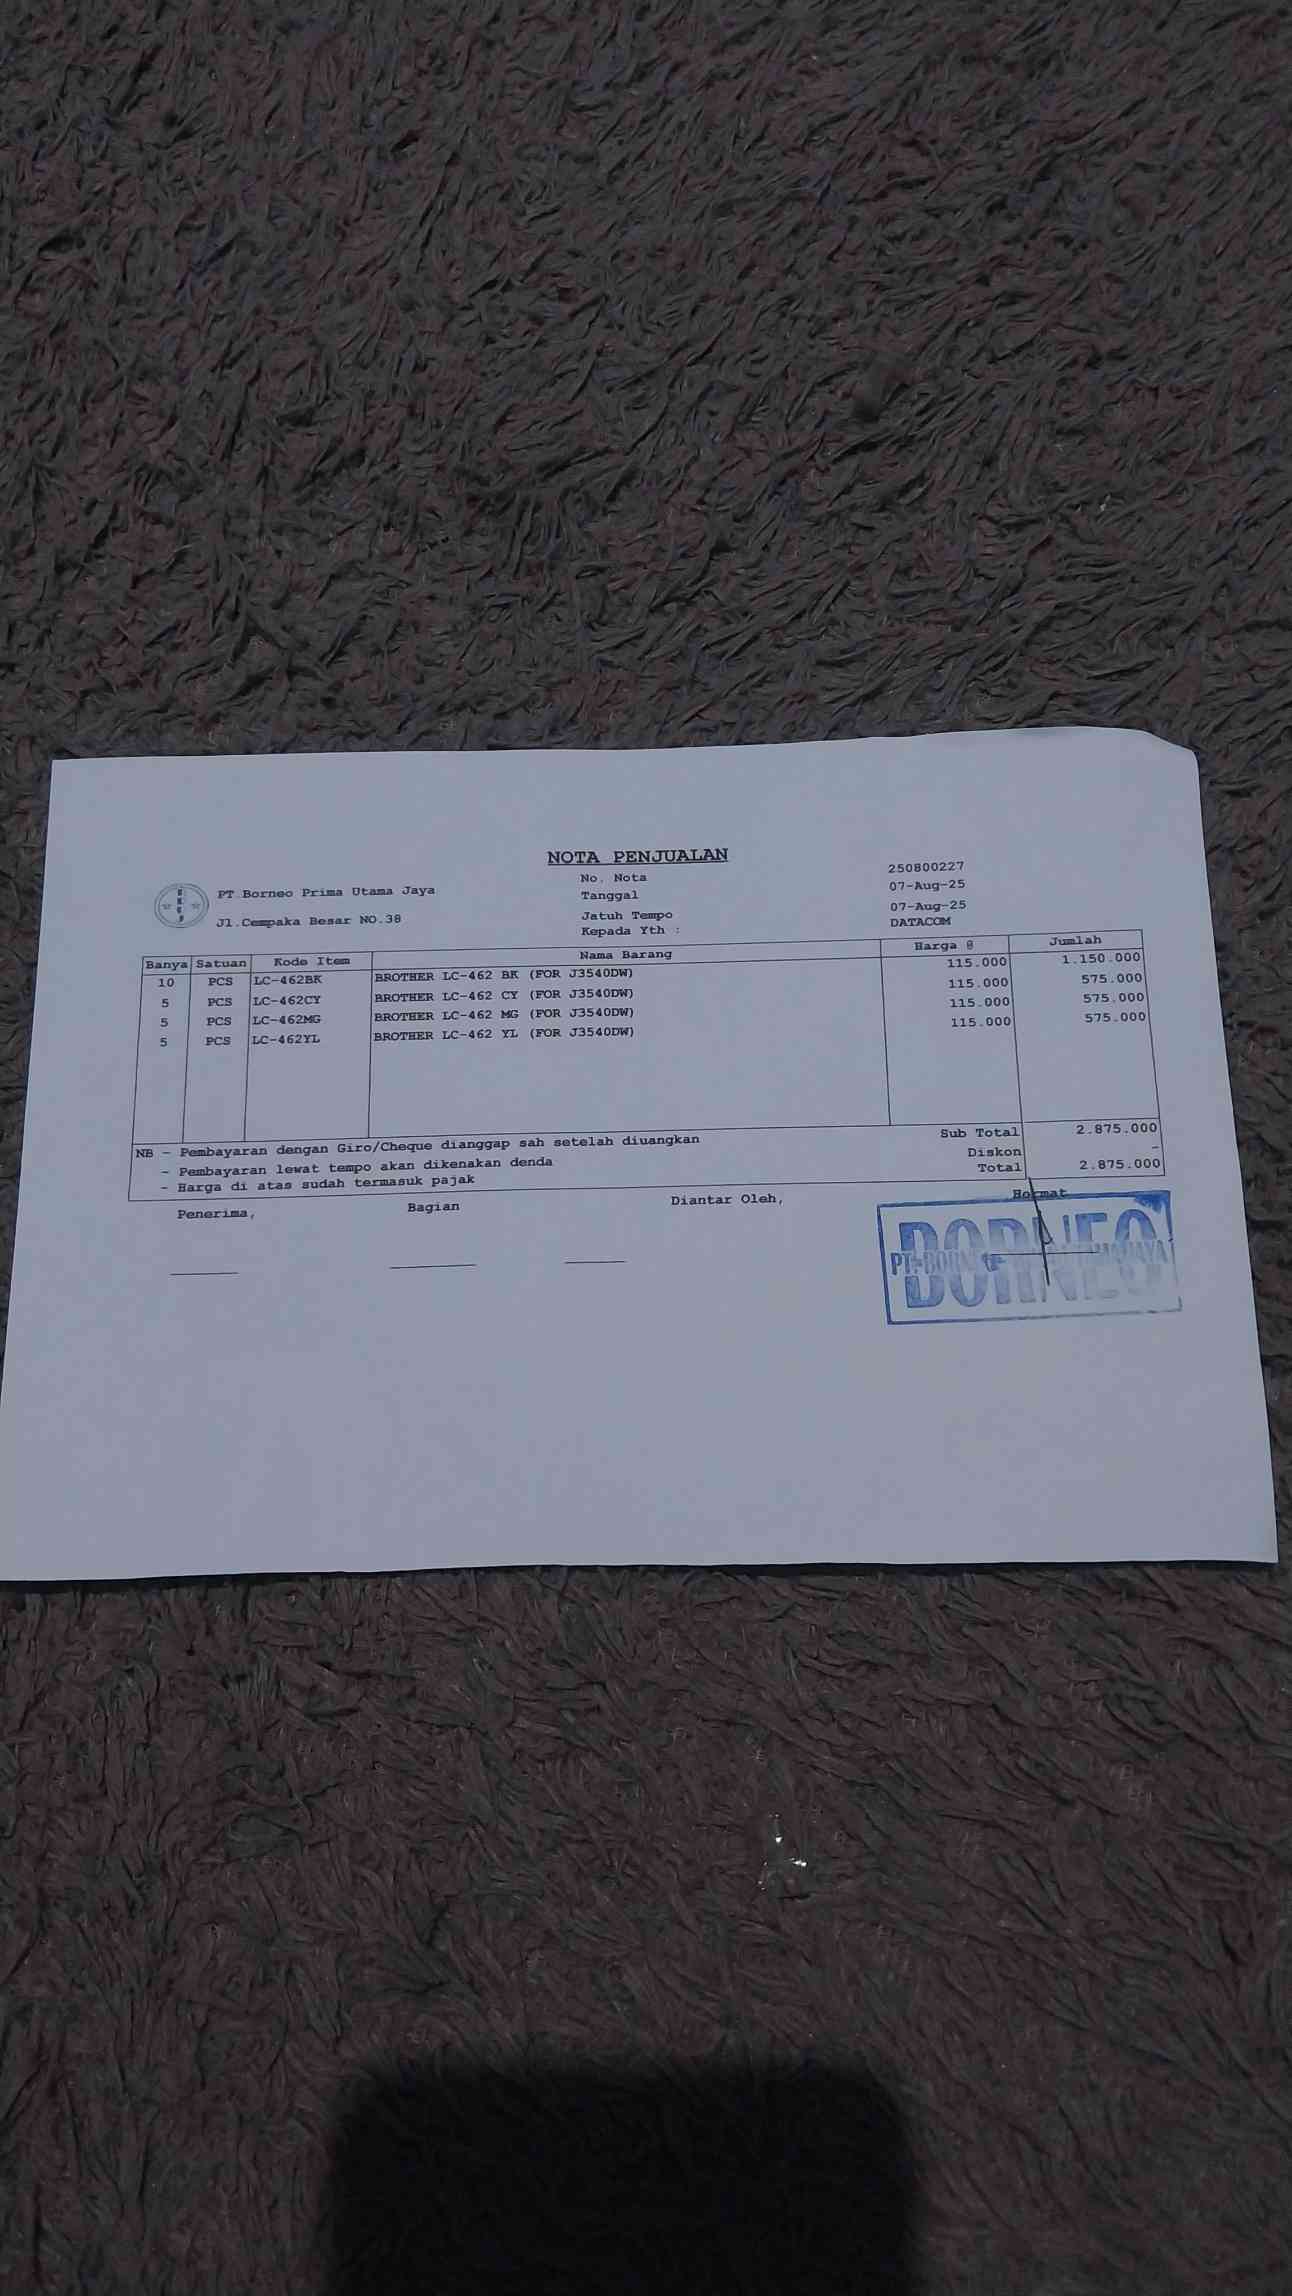 NOTA PENJUALAN
PT.Borneo Prima Utama Jaya
Jl.Cempaka Besar NO.38
No. Nota 250800227
Tanggal 07-Aug-25
Jatuh Tempo 07-Aug-25
Kepada Yth : DATACOM
Banya Satuan Kode Item Nama Barang Harga @ Jumlah
10 PCS LC-462BK BROTHER LC-462 BK (FOR J3540DW) 115.000 1.150.000
5 PCS LC-462CY BROTHER LC-462 CY (FOR J3540DW) 115.000 575.000
5 PCS LC-462MG BROTHER LC-462 MG (FOR J3540DW) 115.000 575.000
5 PCS LC-462YL BROTHER LC-462 YL (FOR J3540DW) 115.000 575.000
NB - Pembayaran dengan Giro/Cheque dianggap sah setelah diuangkan Sub Total 2.875.000
- Pembayaran lewat tempo akan dikenakan denda Diskon -
- Harga di atas sudah termasuk pajak Total 2.875.000
Penerima, Bagian Diantar Oleh, Hormat
BORNEO